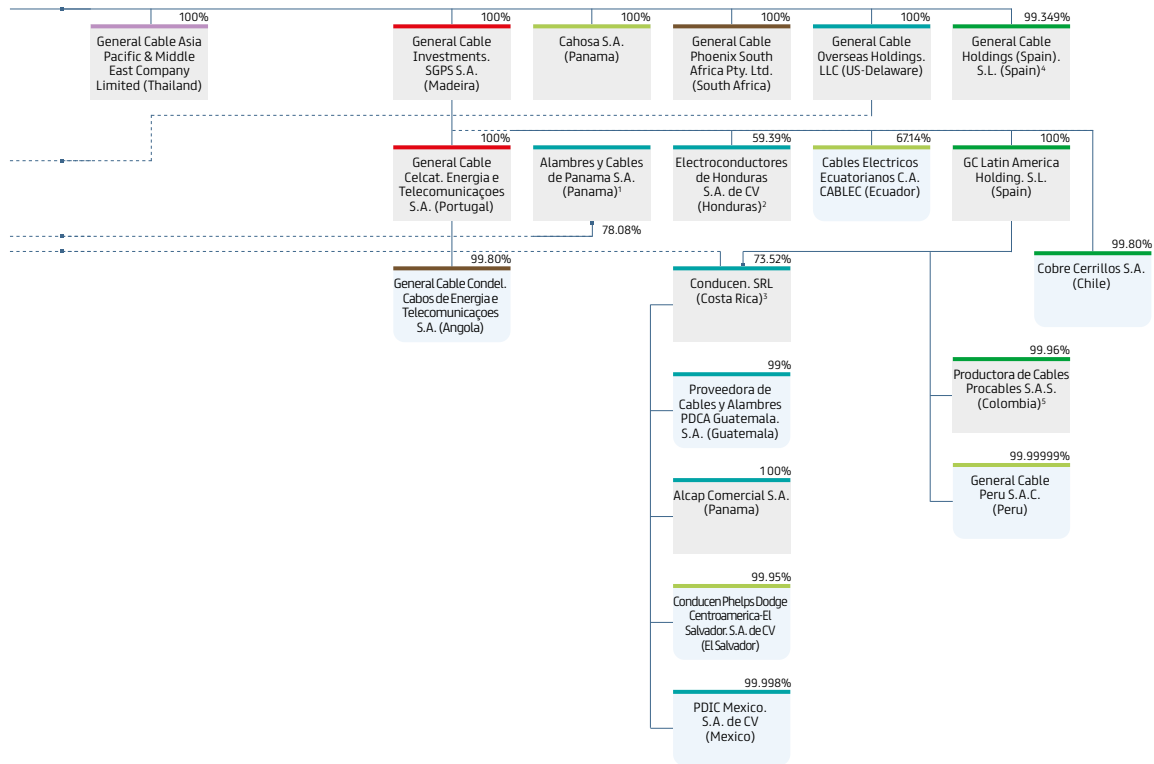 100%
General Cable Asia
Pacific & Middle
East Company
Limited (Thailand)
100%
General Cable
Investments.
SGPS S.A.
(Madeira)
100%
Cahosa S.A.
(Panama)
100%
General Cable
Phoenix South
Africa Pty. Ltd.
(South Africa)
100%
General Cable
Overseas Holdings.
LLC (US-Delaware)
99.349%
General Cable
Holdings (Spain).
S.L. (Spain)⁴
100%
General Cable
Celcat. Energia e
Telecomunicaçoes
S.A. (Portugal)
Alambres y Cables
de Panama S.A.
(Panama)¹
78.08%
59.39%
Electroconductores
de Honduras
S.A. de CV
(Honduras)²
67.14%
Cables Electricos
Ecuatorianos C.A.
CABLEC (Ecuador)
100%
GC Latin America
Holding. S.L.
(Spain)
99.80%
General Cable Condel.
Cabos de Energia e
Telecomunicaçoes
S.A. (Angola)
73.52%
Conducen. SRL
(Costa Rica)³
99.80%
Cobre Cerrillos S.A.
(Chile)
99%
Proveedora de
Cables y Alambres
PDCA Guatemala.
S.A. (Guatemala)
99.96%
Productora de Cables
Procables S.A.S.
(Colombia)⁵
100%
Alcap Comercial S.A.
(Panama)
99.99999%
General Cable
Peru S.A.C.
(Peru)
99.95%
Conducen Phelps Dodge
Centroamerica-El
Salvador. S.A. de CV
(El Salvador)
99.998%
PDIC Mexico.
S.A. de CV
(Mexico)